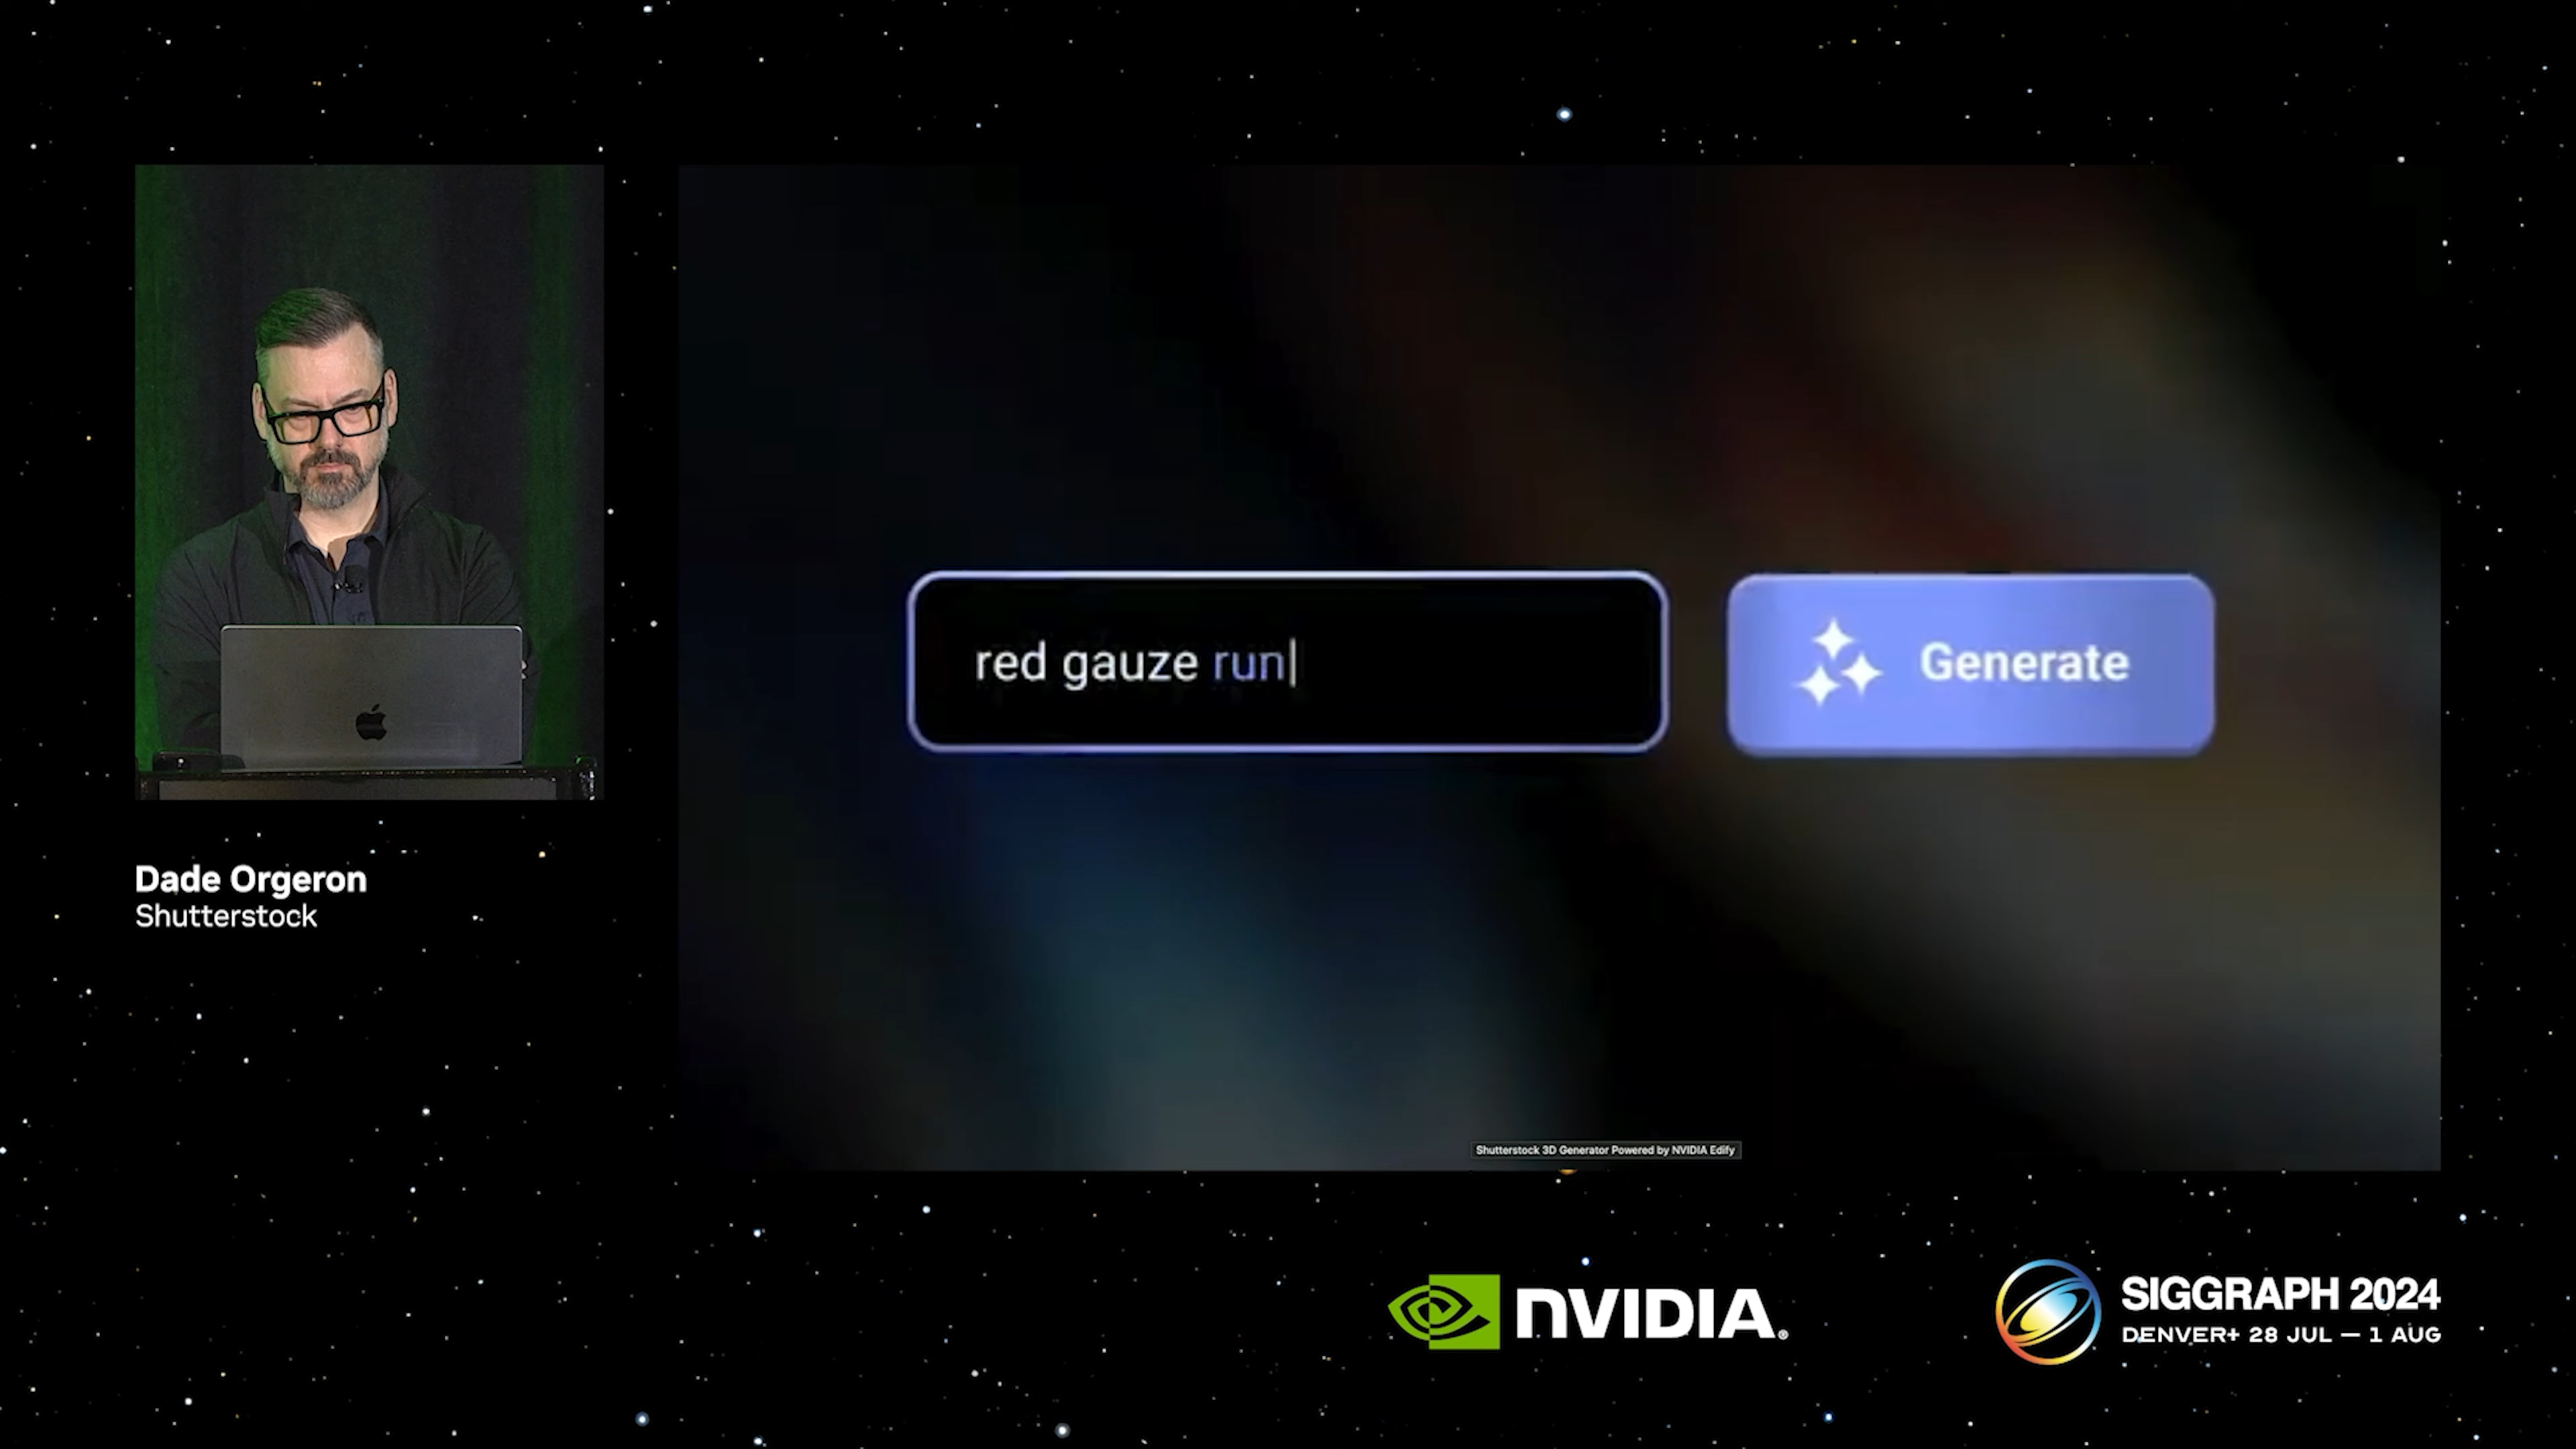 red gauze run
Generate
Dade Orgeron
Shutterstock
Shutterstock 3D Generator Powered by NVIDIA Edify
NVIDIA.
SIGGRAPH 2024
DENVER+ 28 JUL — 1 AUG